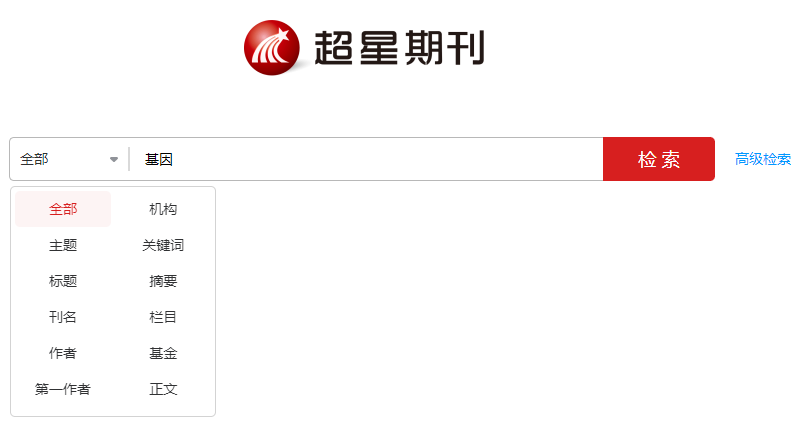 超星期刊
全部 基因 检索 高级检索
全部 机构
主题 关键词
标题 摘要
刊名 栏目
作者 基金
第一作者 正文